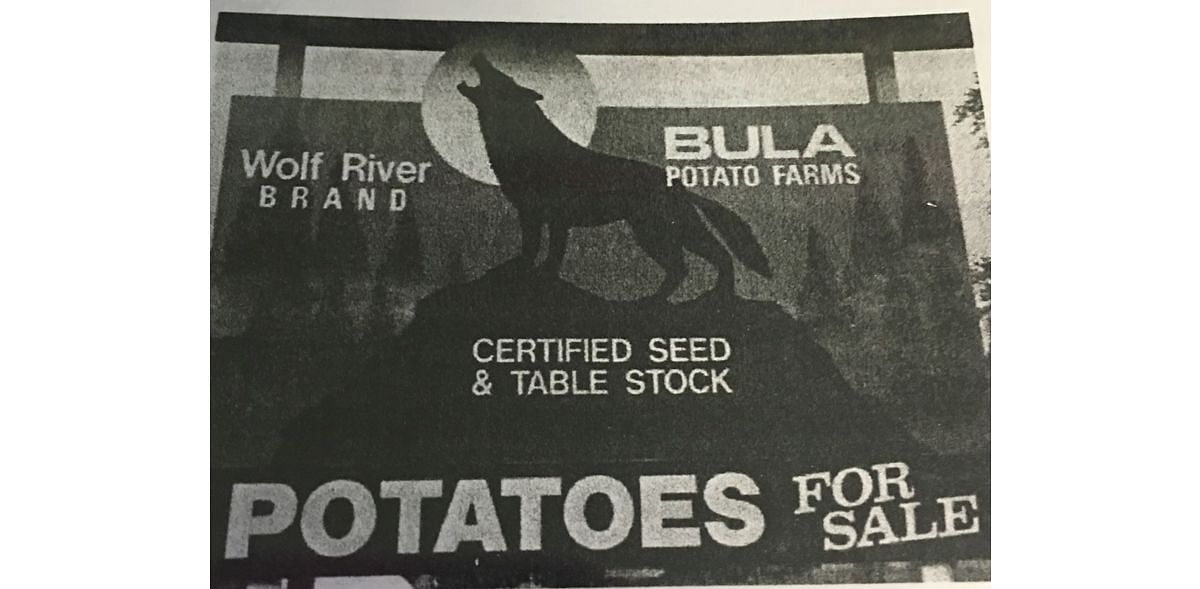 Wolf River
BRAND
BULA
POTATO FARMS
CERTIFIED SEED
& TABLE STOCK
POTATOES
FOR
SALE